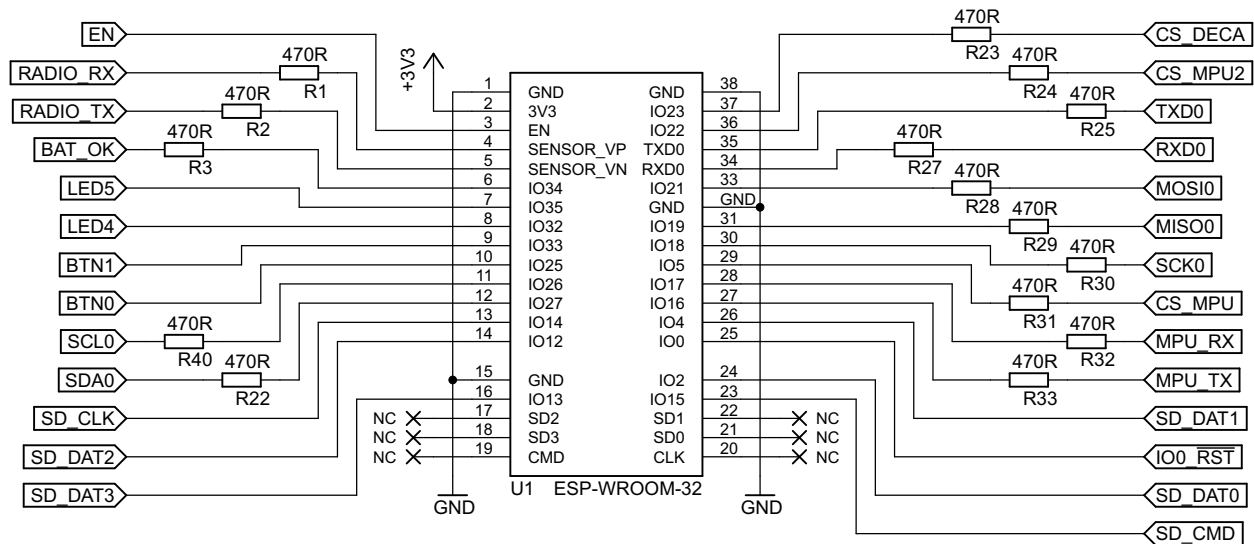 EN
RADIO_RX
470R
R1
RADIO_TX
470R
R2
BAT_OK
470R
R3
LED5
LED4
BTN1
BTN0
SCL0
470R
R40
SDA0
470R
R22
SD_CLK
SD_DAT2
SD_DAT3
+3V3
1 GND
2 3V3
3 EN
4 SENSOR_VP
5 SENSOR_VN
6 IO34
7 IO35
8 IO32
9 IO33
10 IO25
11 IO26
12 IO27
13 IO14
14 IO12
15 GND
16 IO13
NC 17 SD2
NC 18 SD3
NC 19 CMD
GND
U1 ESP-WROOM-32
GND 38
IO23 37
IO22 36
TXD0 35
RXD0 34
IO21 33
GND GND
IO19 31
IO18 30
IO5 29
IO17 28
IO16 27
IO4 26
IO0 25
IO2 24
IO15 23
SD1 22 NC
SD0 21 NC
CLK 20 NC
GND
470R
R23
CS_DECA
470R
R24
CS_MPU2
470R
R25
TXD0
470R
R27
RXD0
470R
R28
MOSI0
470R
R29
MISO0
470R
R30
SCK0
470R
R31
CS_MPU
470R
R32
MPU_RX
470R
R33
MPU_TX
SD_DAT1
IO0_RST
SD_DAT0
SD_CMD